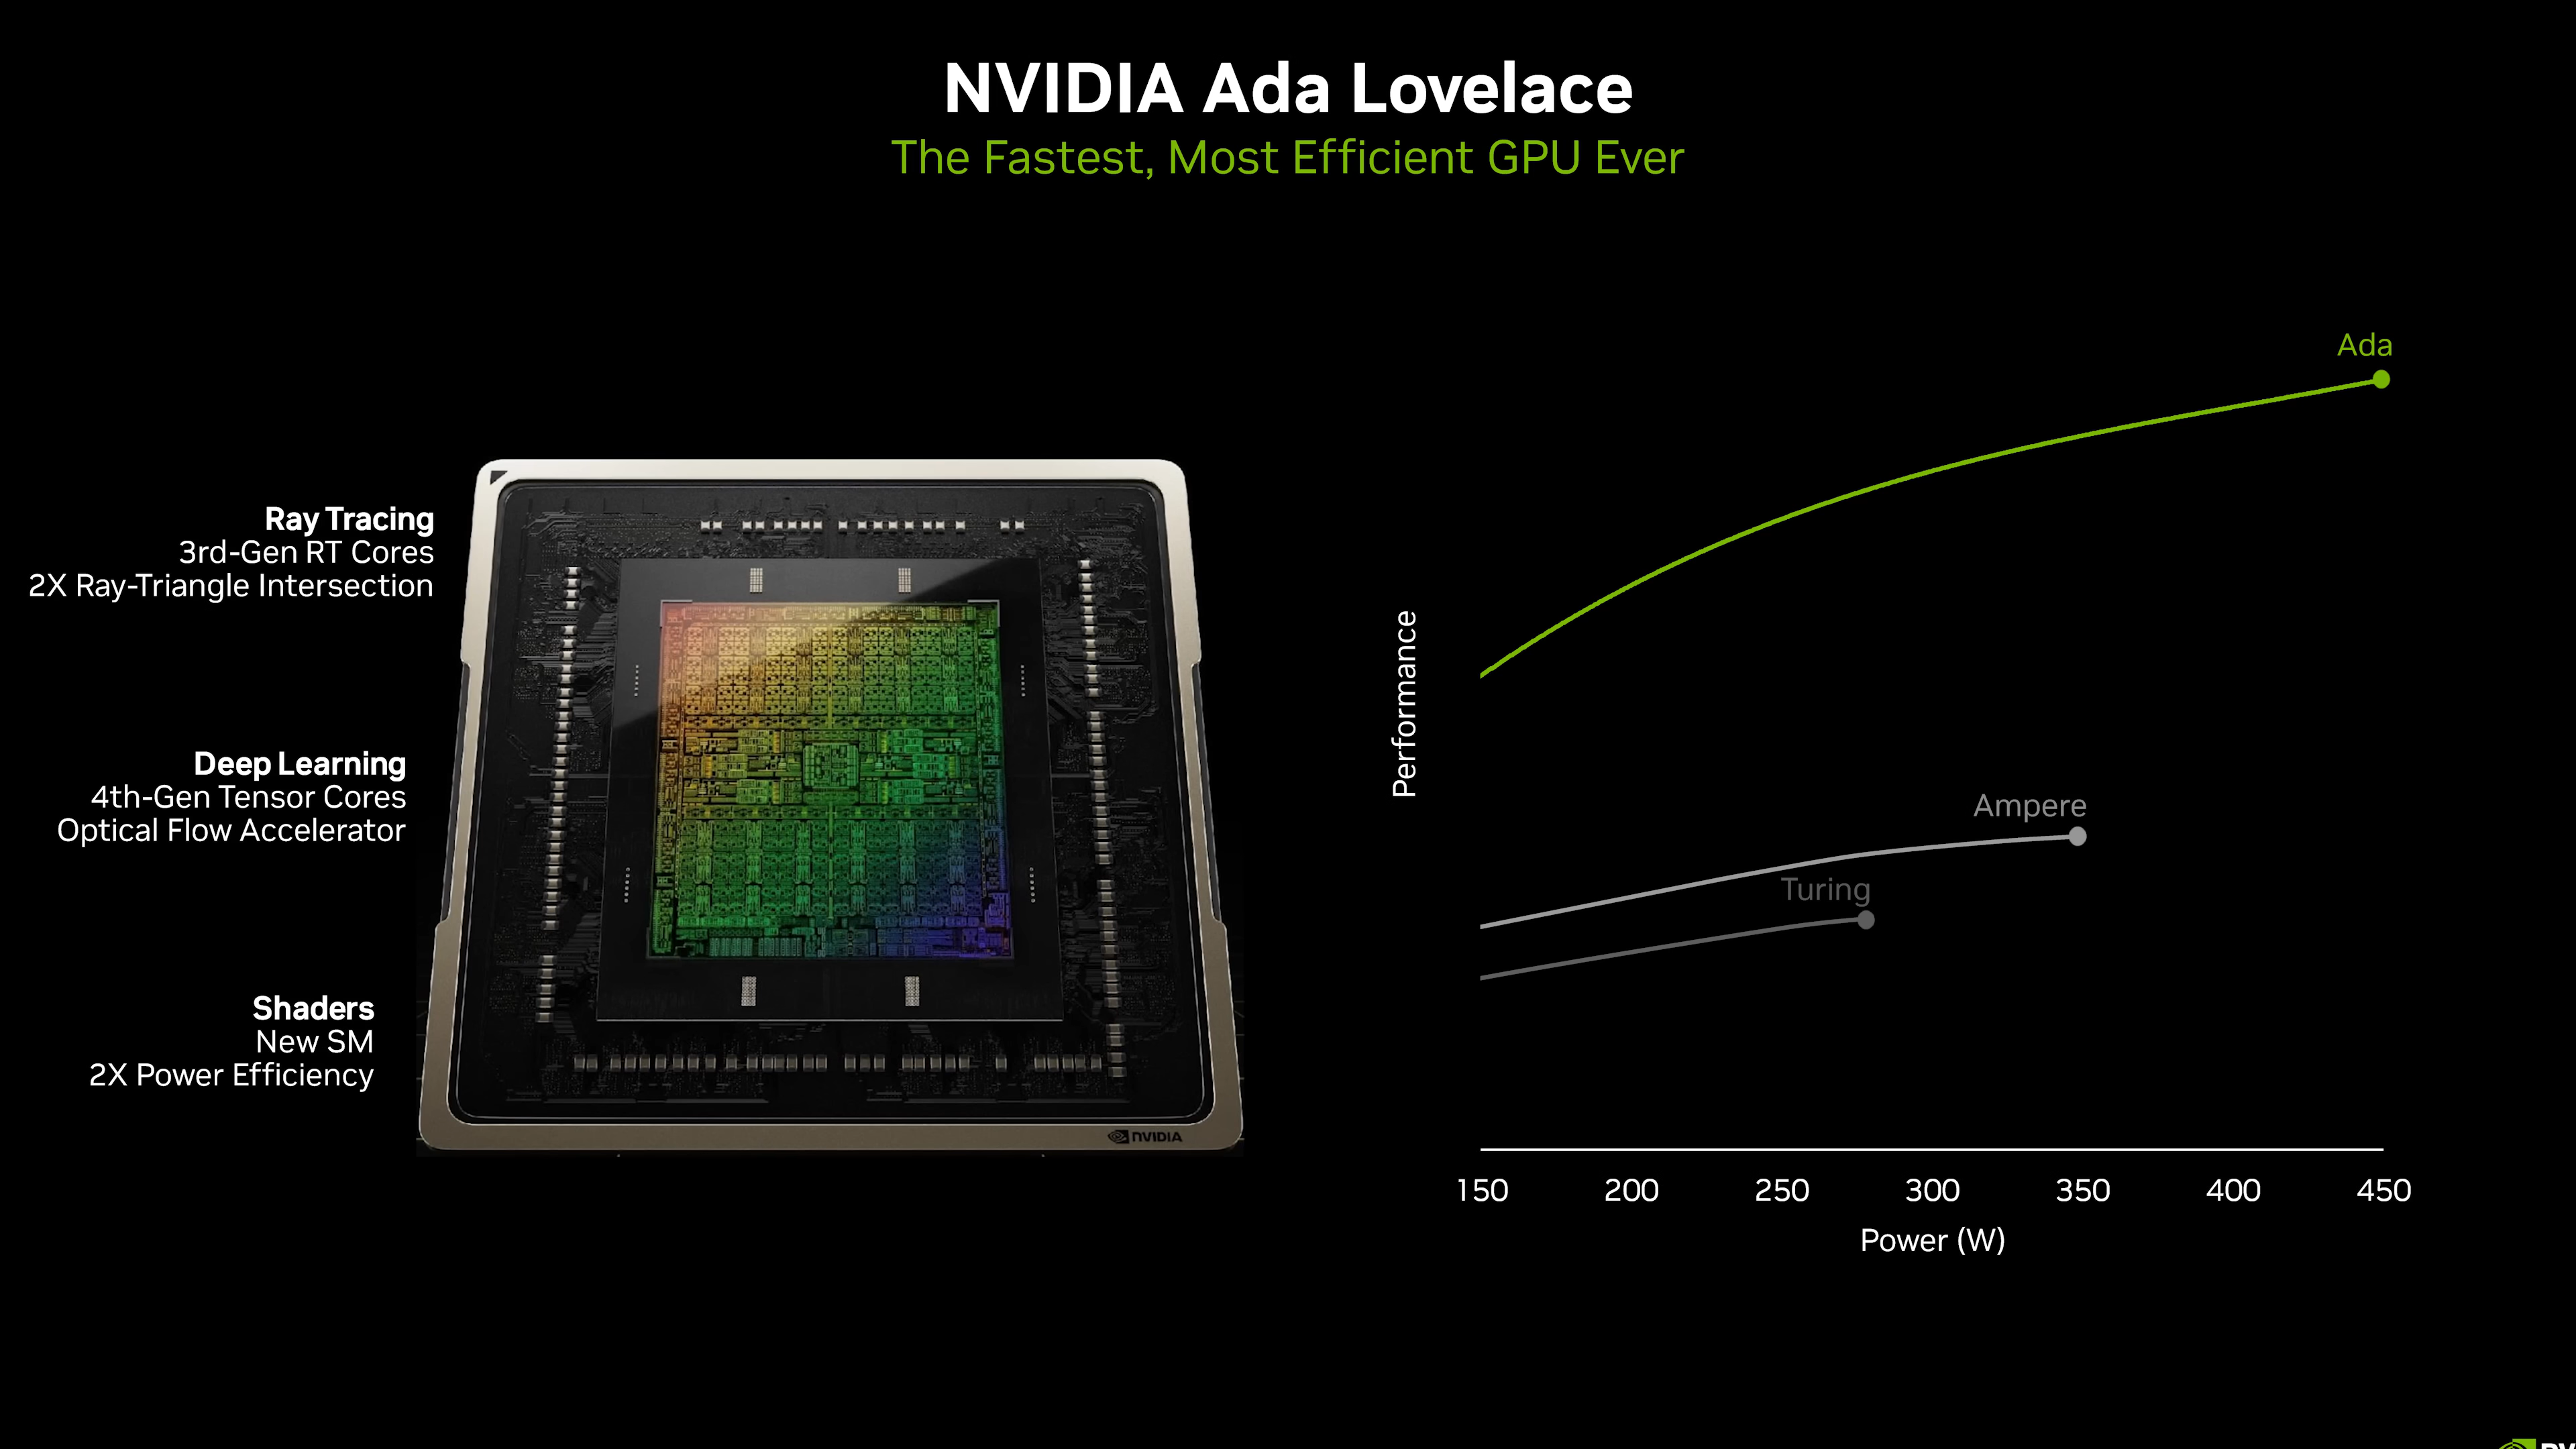 NVIDIA Ada Lovelace
The Fastest, Most Efficient GPU Ever
Ray Tracing
3rd-Gen RT Cores
2X Ray-Triangle Intersection
Deep Learning
4th-Gen Tensor Cores
Optical Flow Accelerator
Shaders
New SM
2X Power Efficiency
NVIDIA
Performance
Ada
Ampere
Turing
150 200 250 300 350 400 450
Power (W)